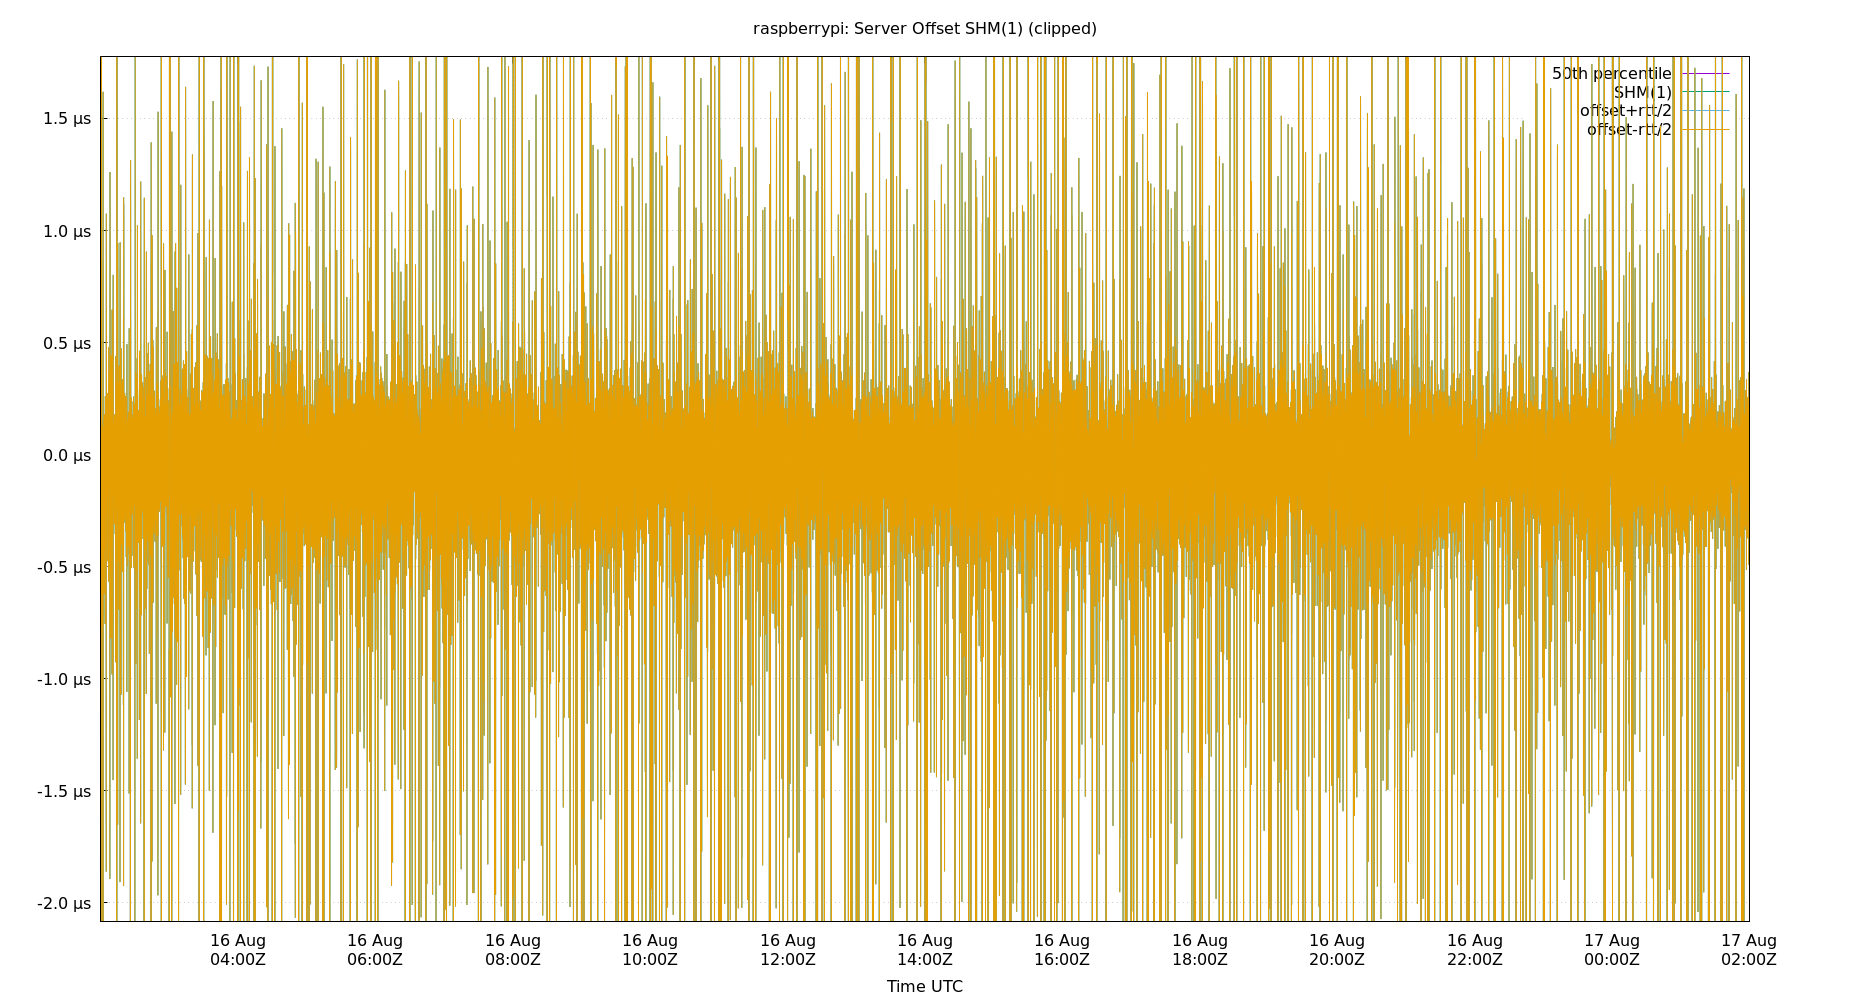 raspberrypi: Server Offset SHM(1) (clipped)
50th percentile
SHM(1)
offset+rtt/2
offset-rtt/2
1.5 µs
1.0 µs
0.5 µs
0.0 µs
-0.5 µs
-1.0 µs
-1.5 µs
-2.0 µs
16 Aug 16 Aug 16 Aug 16 Aug 16 Aug 16 Aug 16 Aug 16 Aug 16 Aug 16 Aug 17 Aug 17 Aug
04:00Z 06:00Z 08:00Z 10:00Z 12:00Z 14:00Z 16:00Z 18:00Z 20:00Z 22:00Z 00:00Z 02:00Z
Time UTC